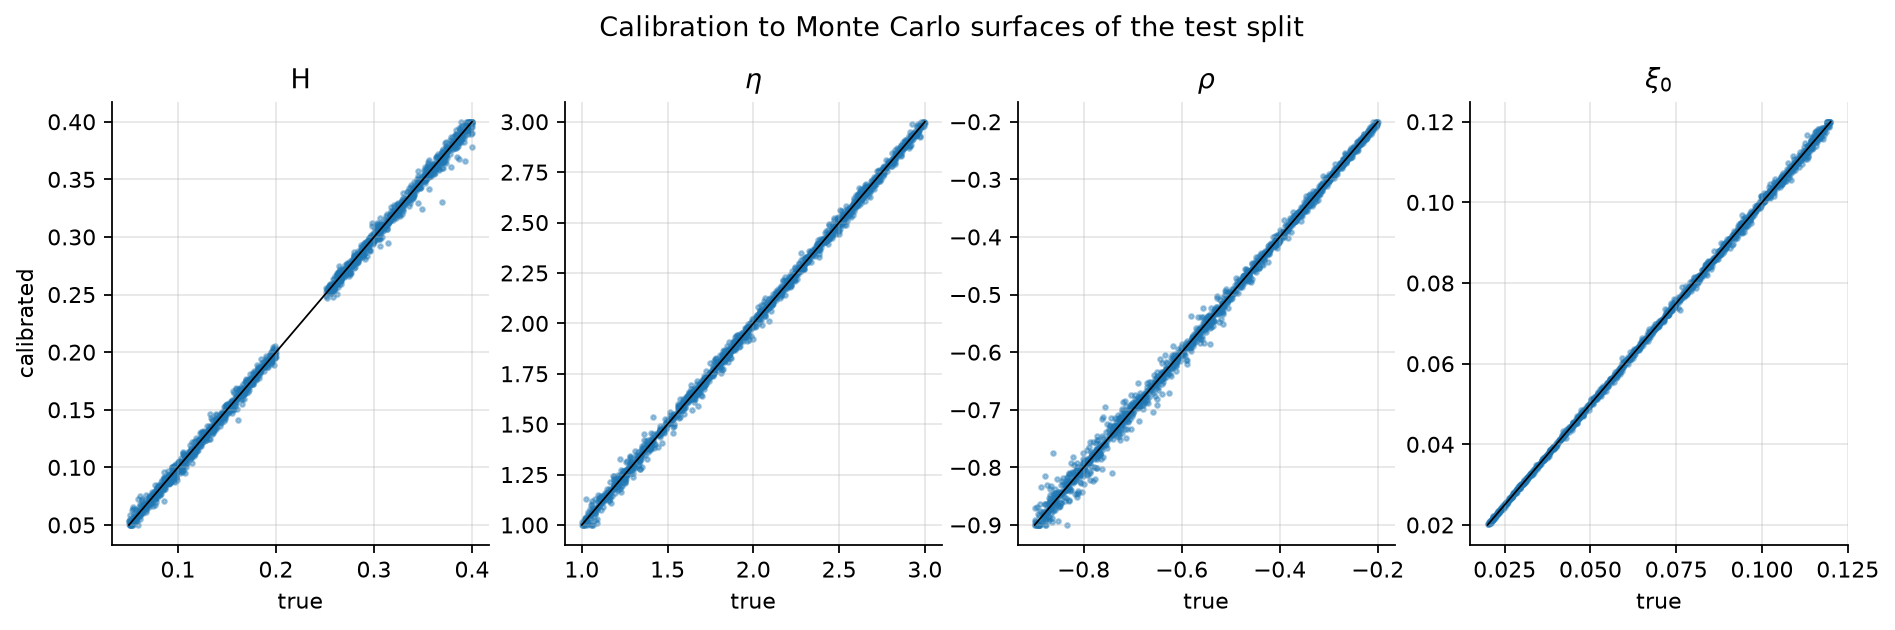 Calibration to Monte Carlo surfaces of the test split
H
η
ρ
ξ₀
calibrated
0.40
0.35
0.30
0.25
0.20
0.15
0.10
0.05
0.1 0.2 0.3 0.4
true
3.00
2.75
2.50
2.25
2.00
1.75
1.50
1.25
1.00
1.0 1.5 2.0 2.5 3.0
true
−0.2
−0.3
−0.4
−0.5
−0.6
−0.7
−0.8
−0.9
−0.8 −0.6 −0.4 −0.2
true
0.12
0.10
0.08
0.06
0.04
0.02
0.025 0.050 0.075 0.100 0.125
true